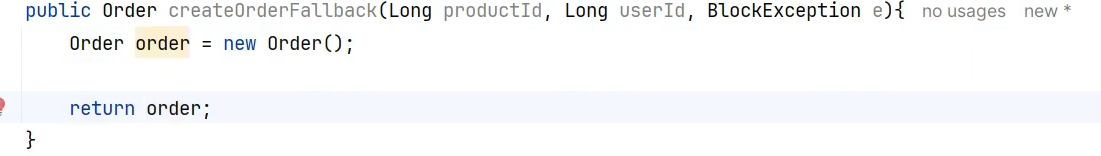 public Order createOrderFallback(Long productId, Long userId, BlockException e){ no usages new *
Order order = new Order();
return order;
}